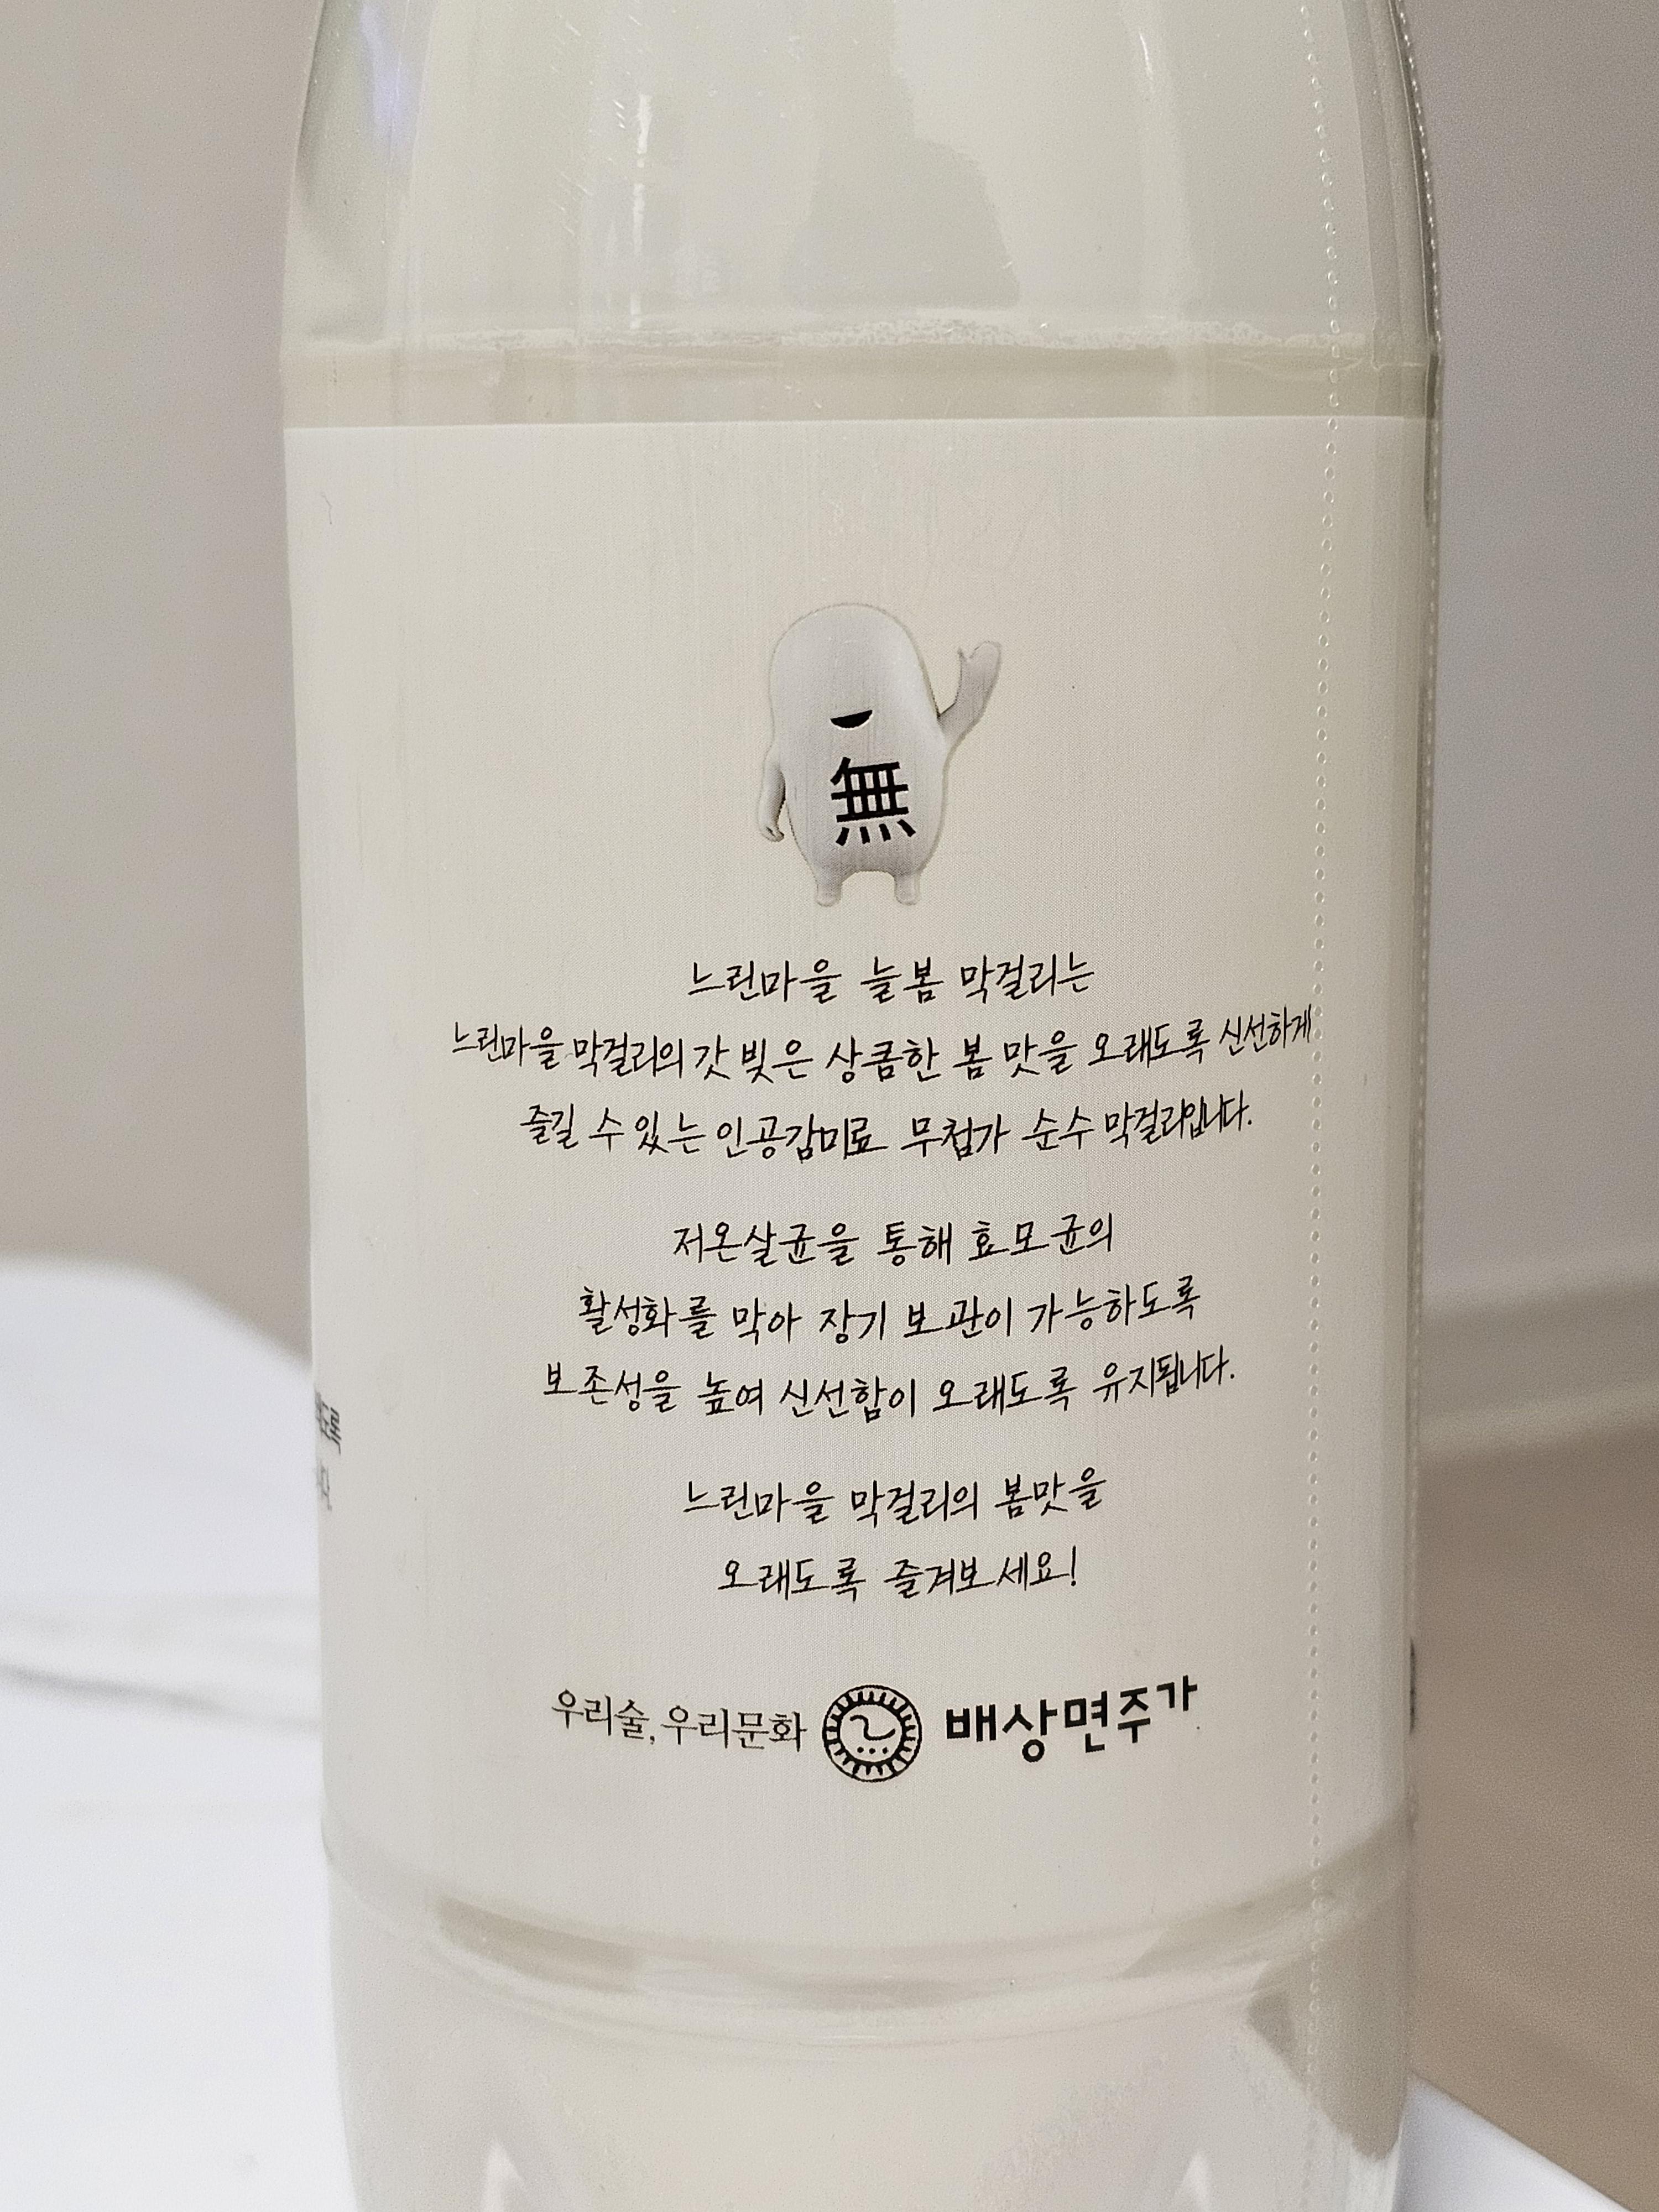 無
느린마을 늘봄 막걸리는
느린마을 막걸리의 갓 빚은 상큼한 봄 맛을 오래도록 신선하게
즐길 수 있는 인공감미료 무첨가 순수 막걸리입니다.
저온살균을 통해 효모균의
활성화를 막아 장기 보관이 가능하도록
보존성을 높여 신선함이 오래도록 유지됩니다.
느린마을 막걸리의 봄맛을
오래도록 즐겨보세요!
우리술, 우리문화 배상면주가